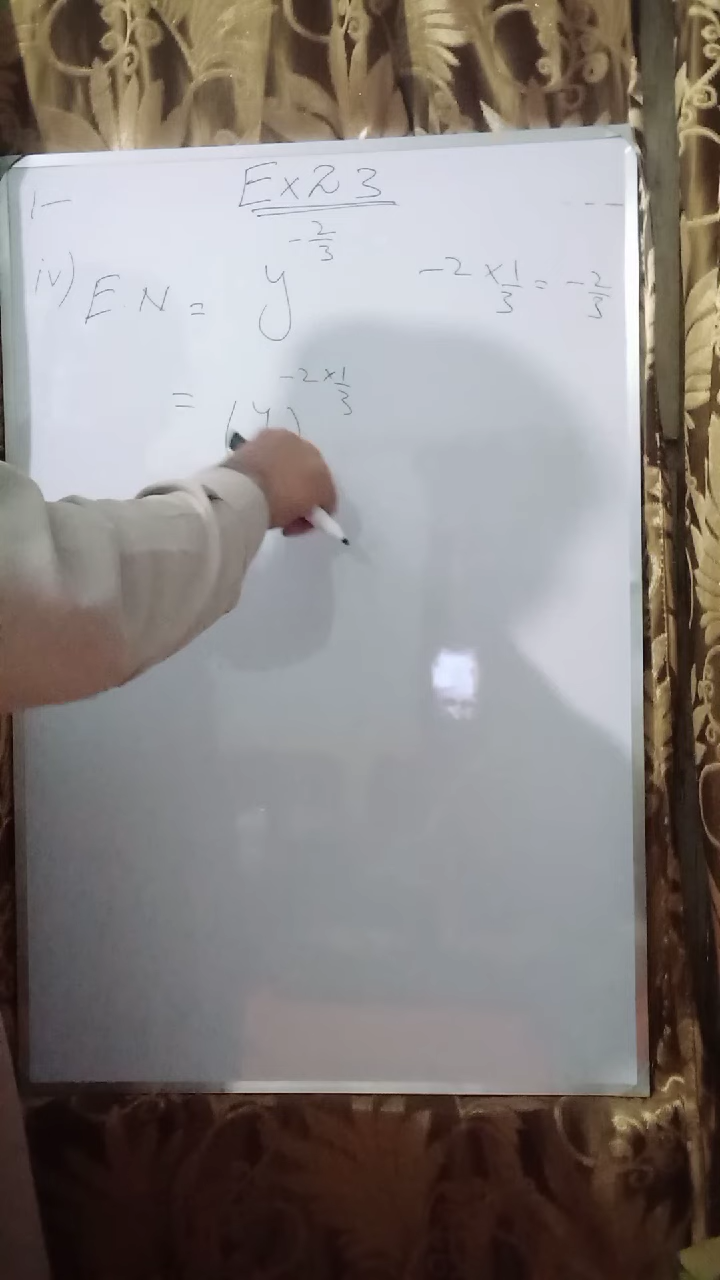 Ex 2 3
1-
iv) E.N = y^{-2/3}    -2 × 1/3 = -2/3
= (y)^{-2 × 1/3}